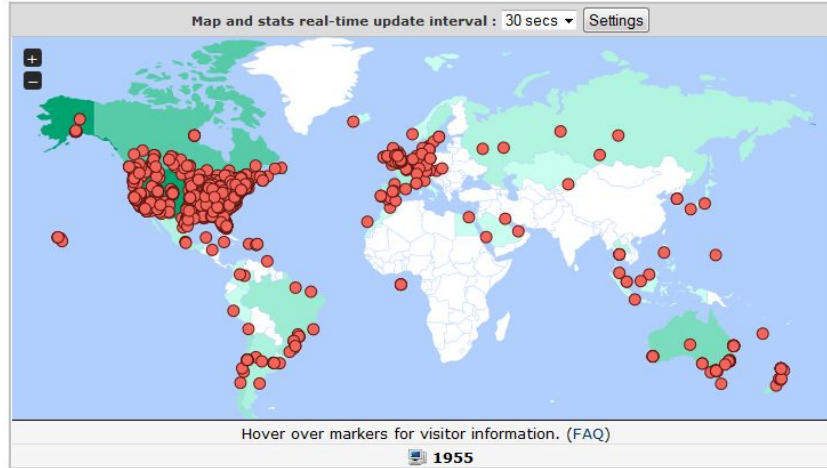 Map and stats real-time update interval : 30 secs Settings
+
−
Hover over markers for visitor information. (FAQ)
1955